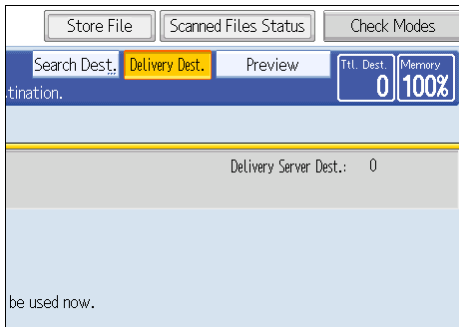 Store File Scanned Files Status Check Modes
Search Dest. Delivery Dest. Preview Ttl. Dest. Memory
tination. 0 100%
Delivery Server Dest.: 0
be used now.